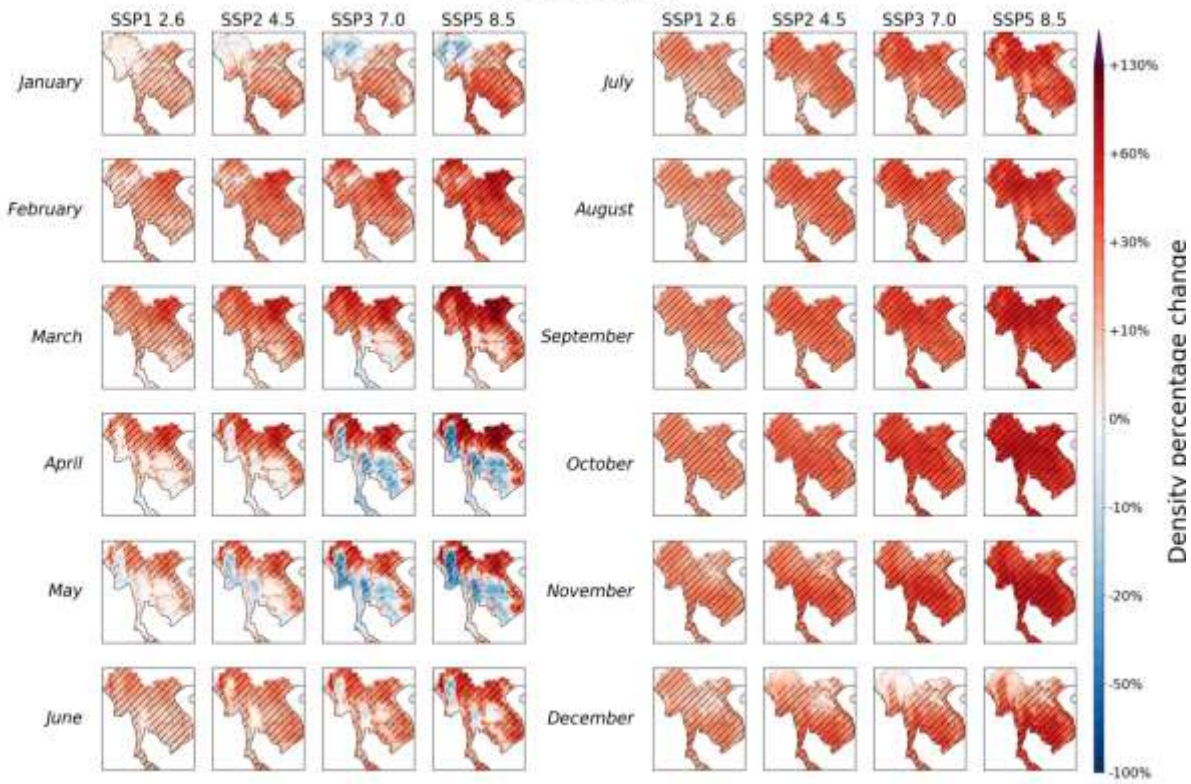 SSP1 2.6 SSP2 4.5 SSP3 7.0 SSP5 8.5 SSP1 2.6 SSP2 4.5 SSP3 7.0 SSP5 8.5
January July
February August
March September
April October
May November
June December
+130%
+60%
+30%
+10%
0%
-10%
-20%
-50%
-100%
Density percentage change